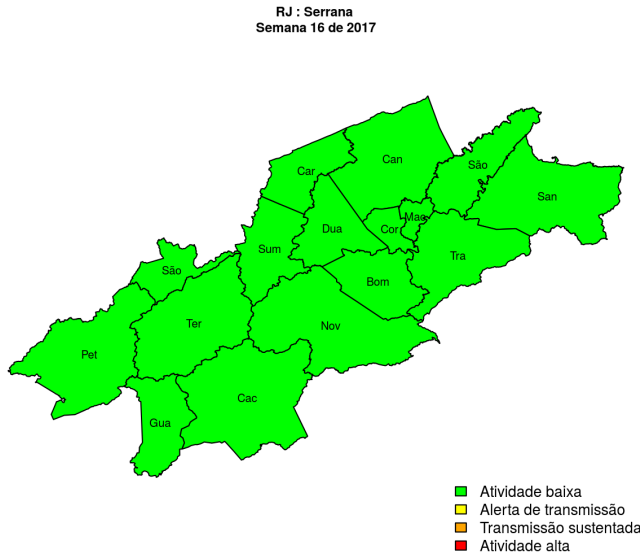 RJ : Serrana
Semana 16 de 2017
Can
São
Car
San
Mac
Dua
Cor
Sum
Tra
São
Bom
Ter
Nov
Pet
Cac
Gua
Atividade baixa
Alerta de transmissão
Transmissão sustentada
Atividade alta